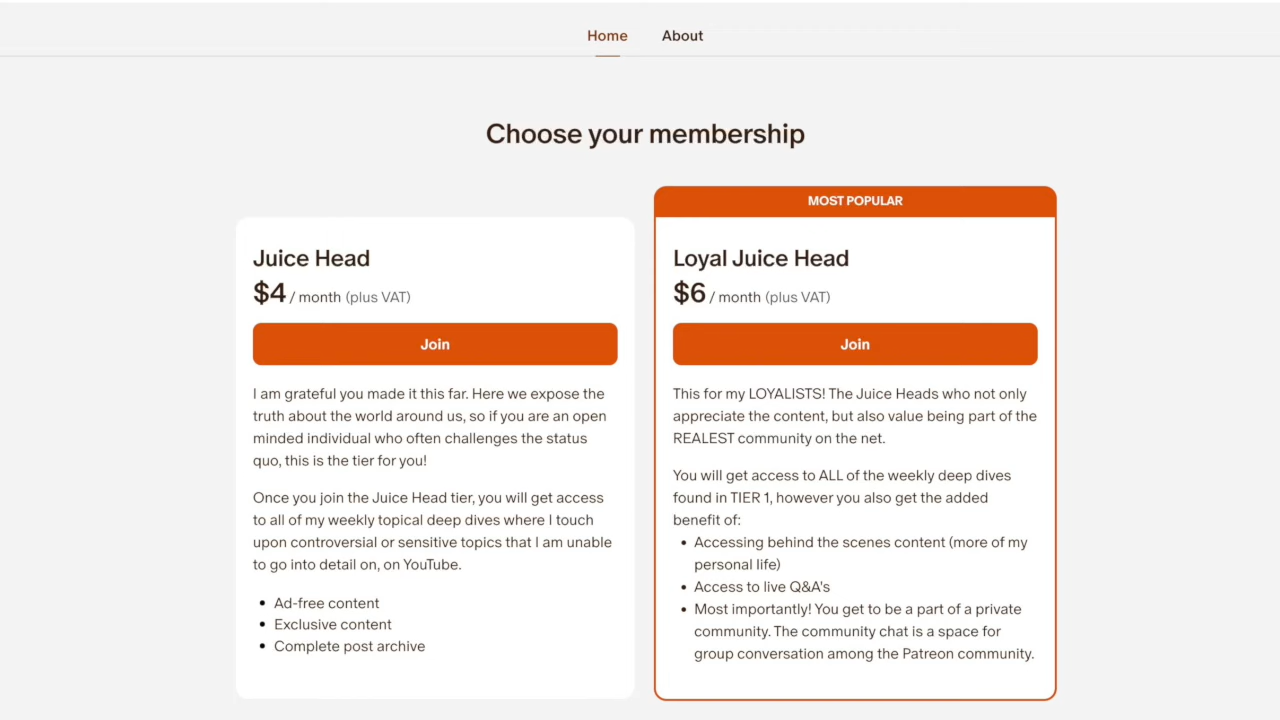 Home About
Choose your membership
Juice Head
$4 / month (plus VAT)
Join
I am grateful you made it this far. Here we expose the
truth about the world around us, so if you are an open
minded individual who often challenges the status
quo, this is the tier for you!
Once you join the Juice Head tier, you will get access
to all of my weekly topical deep dives where I touch
upon controversial or sensitive topics that I am unable
to go into detail on, on YouTube.
• Ad-free content
• Exclusive content
• Complete post archive
MOST POPULAR
Loyal Juice Head
$6 / month (plus VAT)
Join
This for my LOYALISTS! The Juice Heads who not only
appreciate the content, but also value being part of the
REALEST community on the net.
You will get access to ALL of the weekly deep dives
found in TIER 1, however you also get the added
benefit of:
• Accessing behind the scenes content (more of my
personal life)
• Access to live Q&A's
• Most importantly! You get to be a part of a private
community. The community chat is a space for
group conversation among the Patreon community.